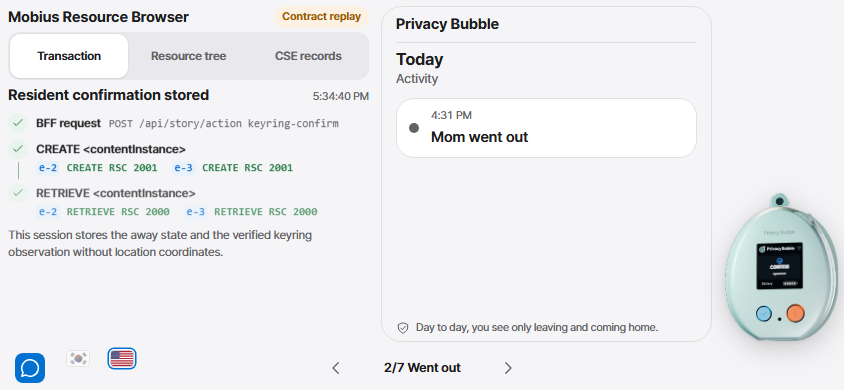 Mobius Resource Browser
Contract replay
Transaction
Resource tree
CSE records
Resident confirmation stored
5:34:40 PM
BFF request POST /api/story/action keyring-confirm
CREATE <contentInstance>
e-2 CREATE RSC 2001 e-3 CREATE RSC 2001
RETRIEVE <contentInstance>
e-2 RETRIEVE RSC 2000 e-3 RETRIEVE RSC 2000
This session stores the away state and the verified keyring
observation without location coordinates.
Privacy Bubble
Today
Activity
4:31 PM
Mom went out
Day to day, you see only leaving and coming home.
2/7 Went out
Privacy Bubble
Privacy Bubble
CONFIRM